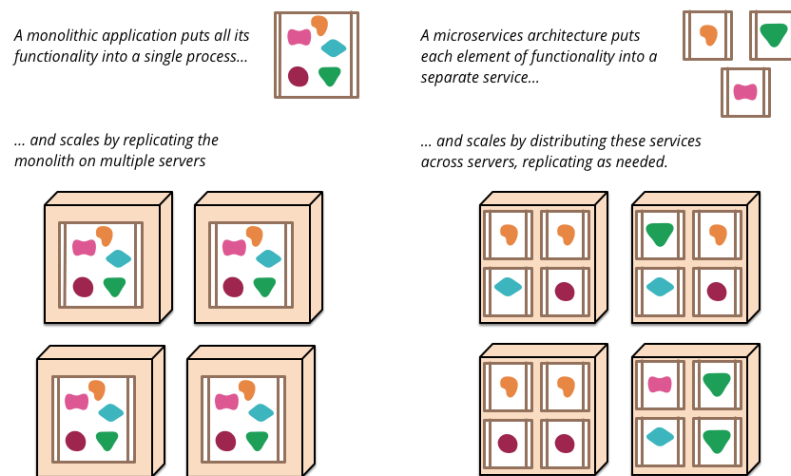 A monolithic application puts all its
functionality into a single process...
... and scales by replicating the
monolith on multiple servers
A microservices architecture puts
each element of functionality into a
separate service...
... and scales by distributing these services
across servers, replicating as needed.